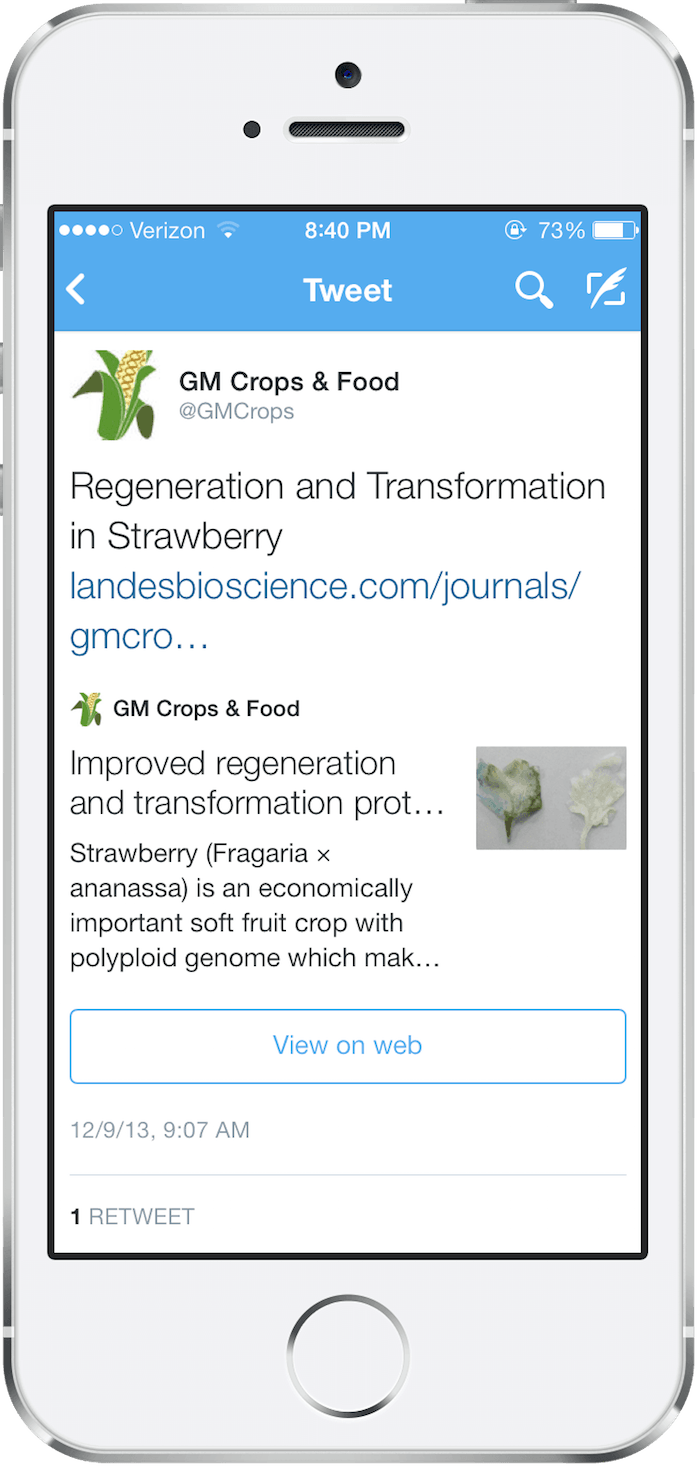 Verizon 8:40 PM 73%
Tweet
GM Crops & Food
@GMCrops
Regeneration and Transformation
in Strawberry
landesbioscience.com/journals/
gmcro…
GM Crops & Food
Improved regeneration
and transformation prot…
Strawberry (Fragaria ×
ananassa) is an economically
important soft fruit crop with
polyploid genome which mak…
View on web
12/9/13, 9:07 AM
1 RETWEET